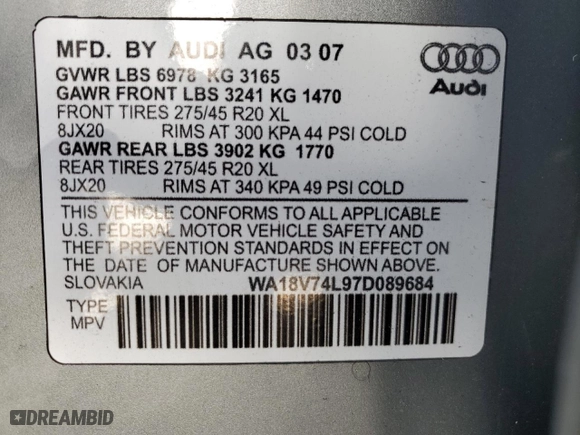 MFD. BY AUDI AG 03 07
GVWR LBS 6978 KG 3165
GAWR FRONT LBS 3241 KG 1470
FRONT TIRES 275/45 R20 XL
8JX20 RIMS AT 300 KPA 44 PSI COLD
GAWR REAR LBS 3902 KG 1770
REAR TIRES 275/45 R20 XL
8JX20 RIMS AT 340 KPA 49 PSI COLD
Audi
THIS VEHICLE CONFORMS TO ALL APPLICABLE
U.S. FEDERAL MOTOR VEHICLE SAFETY AND
THEFT PREVENTION STANDARDS IN EFFECT ON
THE DATE OF MANUFACTURE SHOWN ABOVE.
SLOVAKIA WA18V74L97D089684
TYPE
MPV
DREAMBID